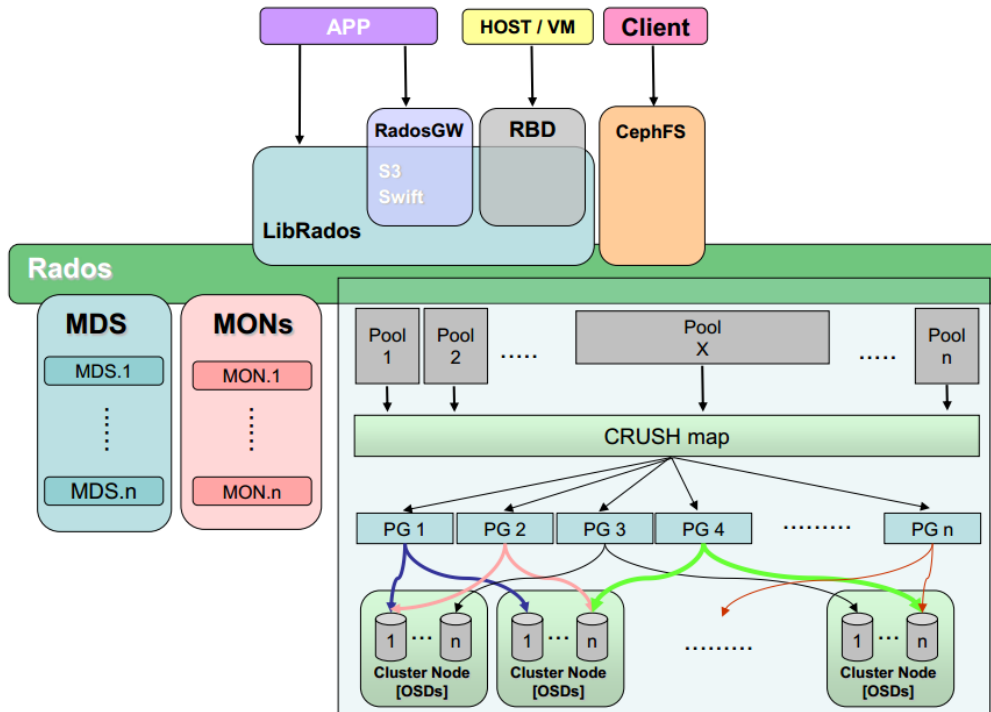 APP
HOST / VM
Client
RadosGW
RBD
CephFS
S3
Swift
LibRados
Rados
MDS
MONs
MDS.1
MON.1
MDS.n
MON.n
Pool
1
Pool
2
.....
Pool
X
.....
Pool
n
CRUSH map
PG 1
PG 2
PG 3
PG 4
.........
PG n
1 ... n
1 ... n
.........
1 ... n
Cluster Node
[OSDs]
Cluster Node
[OSDs]
Cluster Node
[OSDs]